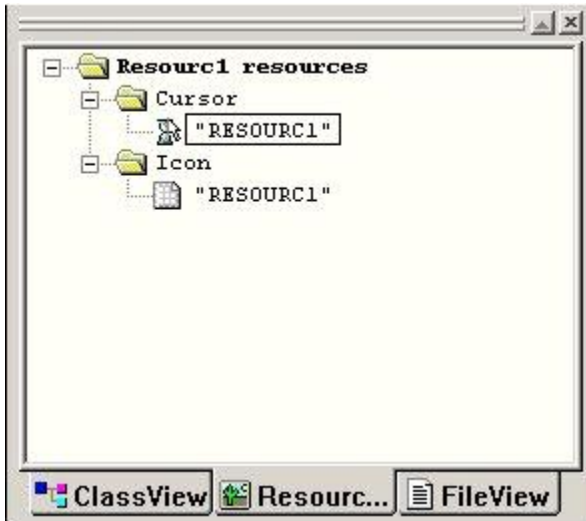 Resourc1 resources
Cursor
"RESOURC1"
Icon
"RESOURC1"
ClassView Resourc... FileView